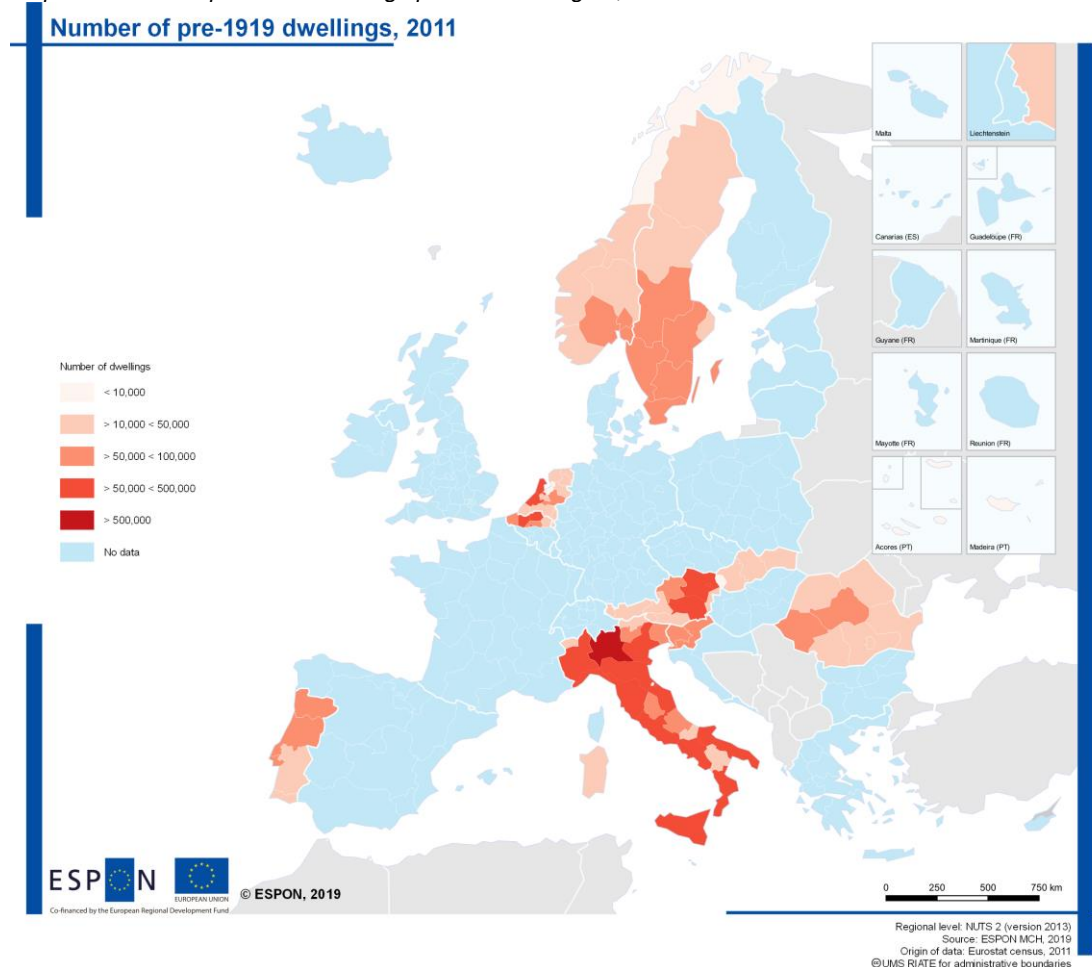 Number of pre-1919 dwellings, 2011
Malta
Liechtenstein
Canarias (ES)
Guadeloupe (FR)
Guyane (FR)
Martinique (FR)
Mayotte (FR)
Reunion (FR)
Acores (PT)
Madeira (PT)
Number of dwellings
< 10,000
> 10,000 < 50,000
> 50,000 < 100,000
> 50,000 < 500,000
> 500,000
No data
ESPON
EUROPEAN UNION
© ESPON, 2019
Co-financed by the European Regional Development Fund
0 250 500 750 km
Regional level: NUTS 2 (version 2013)
Source: ESPON MCH, 2019
Origin of data: Eurostat census, 2011
UMS RIATE for administrative boundaries